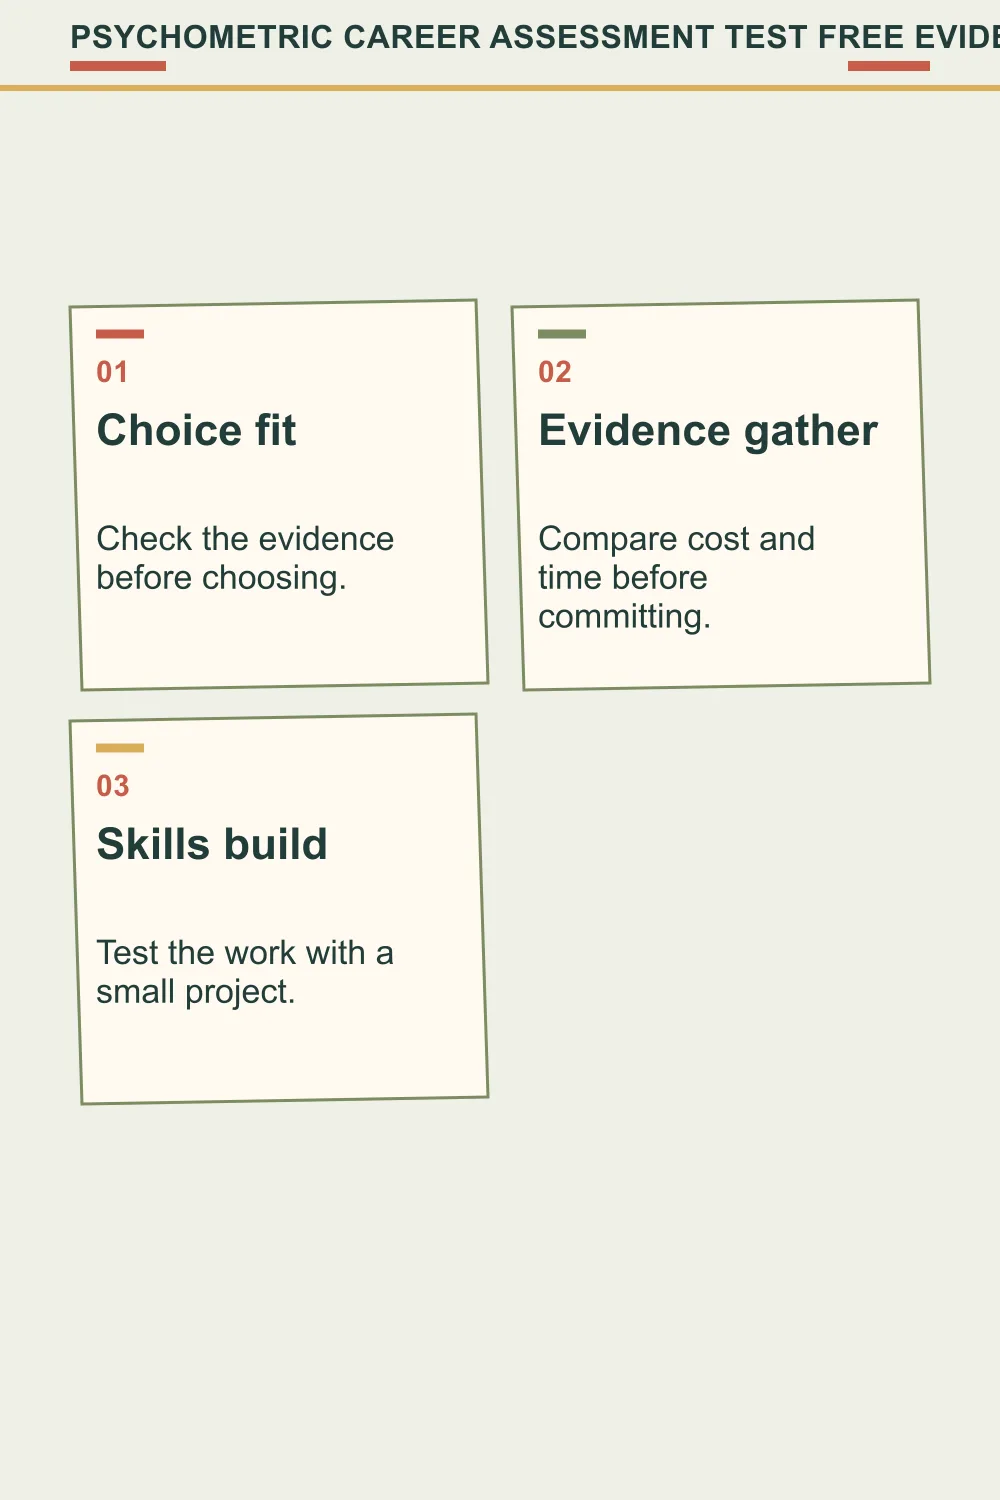 PSYCHOMETRIC CAREER ASSESSMENT TEST FREE
01
Choice fit
Check the evidence
before choosing.
02
Evidence gather
Compare cost and
time before
committing.
03
Skills build
Test the work with a
small project.